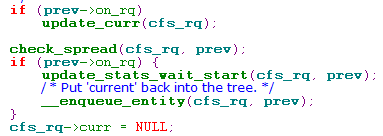 if (prev->on_rq)
update_curr(cfs_rq);
check_spread(cfs_rq, prev);
if (prev->on_rq) {
update_stats_wait_start(cfs_rq, prev);
/ * Put 'current' back into the tree. */
__enqueue_entity(cfs_rq, prev);
}
cfs_rq->curr = NULL;